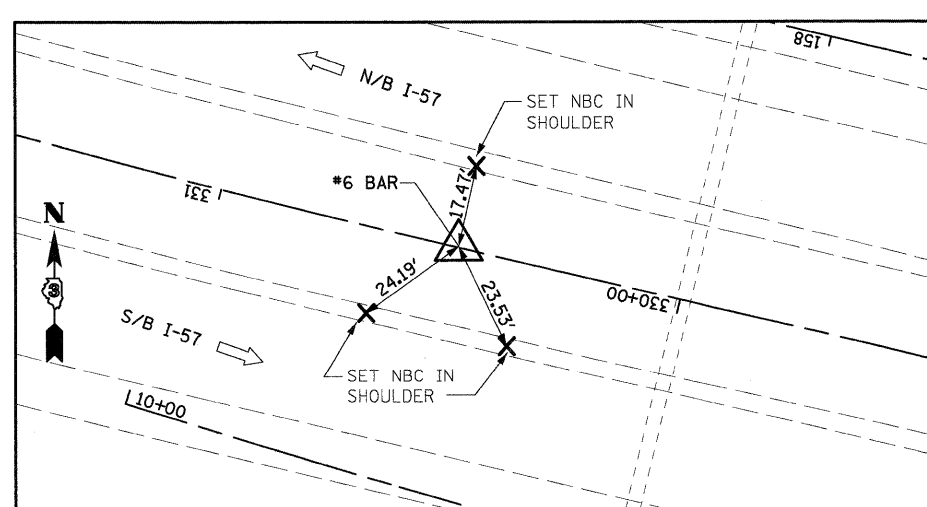 158
N/B I-57
SET NBC IN
SHOULDER
#6 BAR
17.47'
331
N
3
24.19'
23.53'
330+00
S/B I-57
SET NBC IN
SHOULDER
10+00